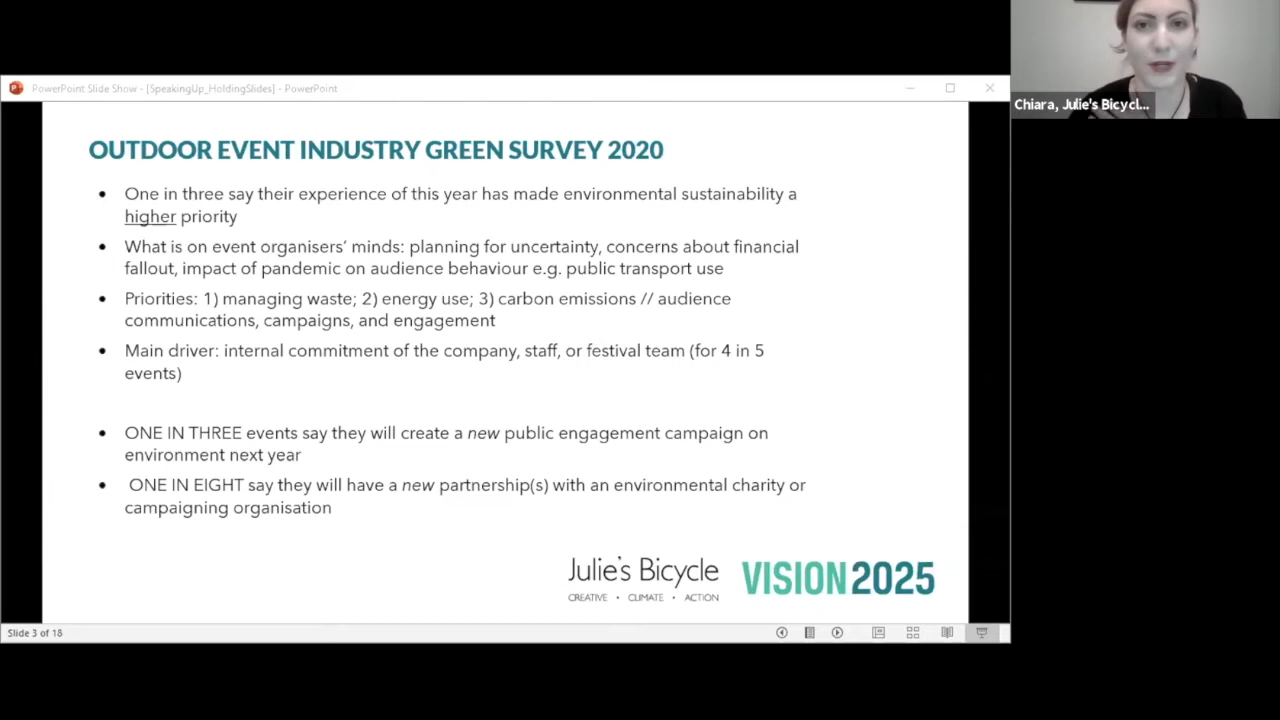 PowerPoint Slide Show - [SpeakingUp_HoldingSlides] - PowerPoint
Chiara, Julie's Bicycl...
OUTDOOR EVENT INDUSTRY GREEN SURVEY 2020
• One in three say their experience of this year has made environmental sustainability a
higher priority
• What is on event organisers' minds: planning for uncertainty, concerns about financial
fallout, impact of pandemic on audience behaviour e.g. public transport use
• Priorities: 1) managing waste; 2) energy use; 3) carbon emissions // audience
communications, campaigns, and engagement
• Main driver: internal commitment of the company, staff, or festival team (for 4 in 5
events)
• ONE IN THREE events say they will create a new public engagement campaign on
environment next year
• ONE IN EIGHT say they will have a new partnership(s) with an environmental charity or
campaigning organisation
Julie's Bicycle
CREATIVE • CLIMATE • ACTION
VISION 2025
Slide 3 of 18